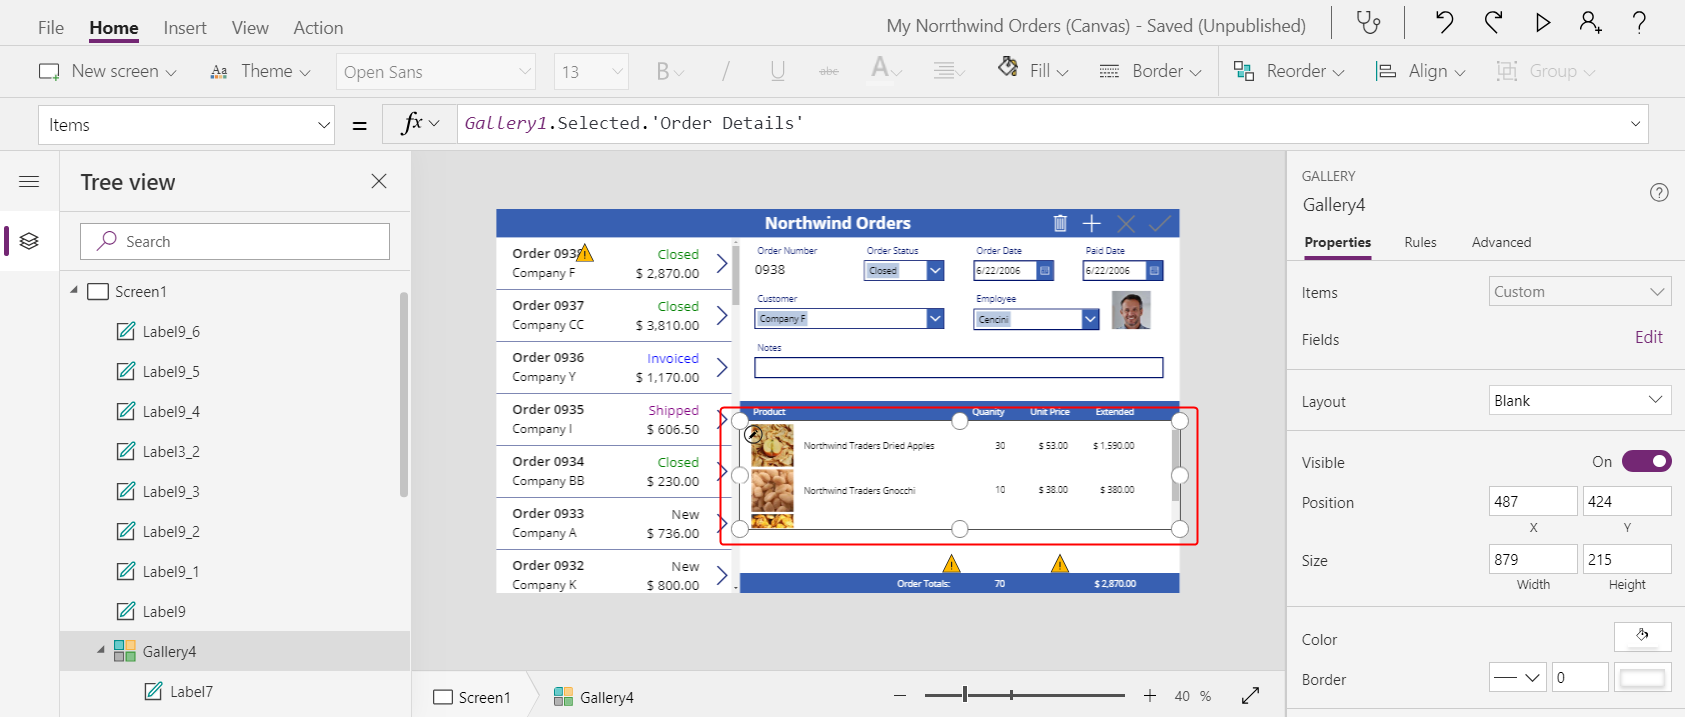 File Home Insert View Action My Norrthwind Orders (Canvas) - Saved (Unpublished) ?
New screen Aa Theme Open Sans 13 B / U abc A Fill Border Reorder Align Group
Items = fx Gallery1.Selected.'Order Details'
Tree view
Search
Screen1
Label9_6
Label9_5
Label9_4
Label3_2
Label9_3
Label9_2
Label9_1
Label9
Gallery4
Label7
Northwind Orders
Order 0938 Closed
Company F $ 2,870.00
Order 0937 Closed
Company CC $ 3,810.00
Order 0936 Invoiced
Company Y $ 1,170.00
Order 0935 Shipped
Company I $ 606.50
Order 0934 Closed
Company BB $ 230.00
Order 0933 New
Company A $ 736.00
Order 0932 New
Company K $ 800.00
Order Number Order Status Order Date Paid Date
0938 Closed 6/22/2006 6/22/2006
Customer Employee
Company F Cencini
Notes
Product Quanity Unit Price Extended
Northwind Traders Dried Apples 30 $ 53.00 $ 1,590.00
Northwind Traders Gnocchi 10 $ 38.00 $ 380.00
Order Totals: 70 $ 2,870.00
Screen1 Gallery4 40 %
GALLERY
Gallery4 ?
Properties Rules Advanced
Items Custom
Fields Edit
Layout Blank
Visible On
Position 487 424
X Y
Size 879 215
Width Height
Color
Border 0